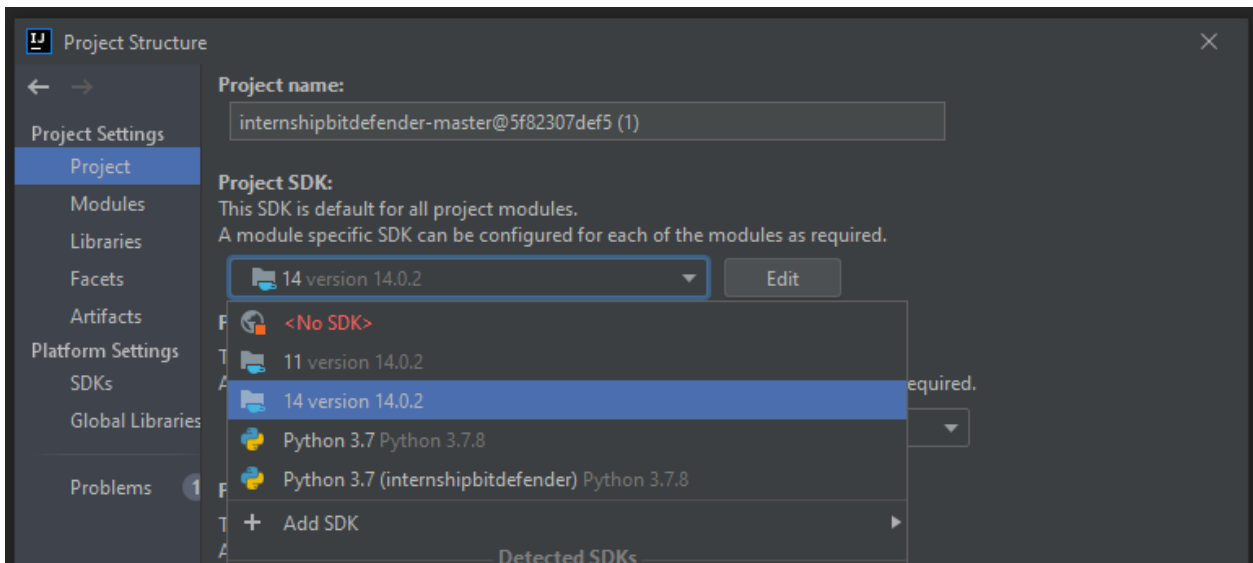 IJ
Project Structure
Project name:
internshipbitdefender-master@5f82307def5 (1)
Project Settings
Project
Modules
Libraries
Facets
Artifacts
Platform Settings
SDKs
Global Libraries
Problems 1
Project SDK:
This SDK is default for all project modules.
A module specific SDK can be configured for each of the modules as required.
14 version 14.0.2
Edit
<No SDK>
11 version 14.0.2
14 version 14.0.2
equired.
Python 3.7 Python 3.7.8
Python 3.7 (internshipbitdefender) Python 3.7.8
Add SDK
Detected SDKs